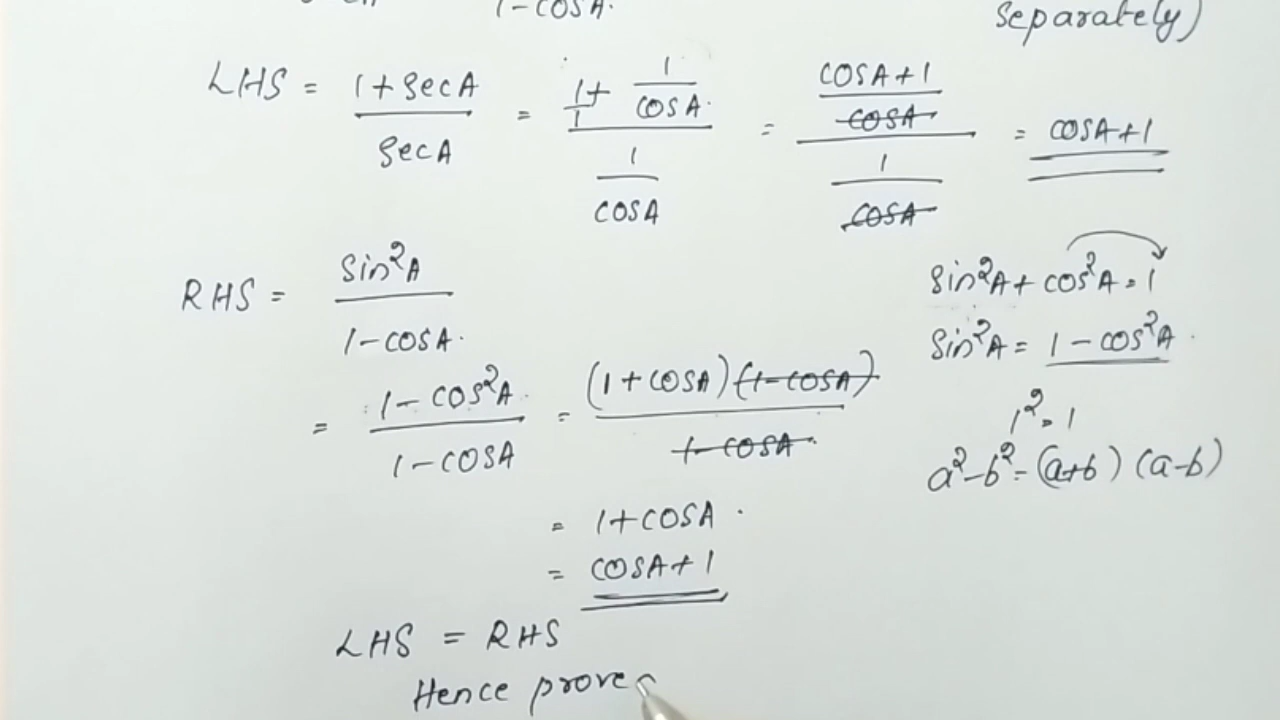 1-COSA.
Separately)
LHS = 1+SecA / SecA = 1/1 + 1/COSA / 1/COSA = COSA+1/COSA / 1/COSA = COSA+1
RHS = Sin²A / 1-COSA.
Sin²A + COS²A = 1
Sin²A = 1-COS²A
= 1-COS²A / 1-COSA = (1+COSA)(1-COSA) / 1-COSA
1² = 1
a²-b² = (a+b)(a-b)
= 1+COSA.
= COSA+1
LHS = RHS
Hence prove